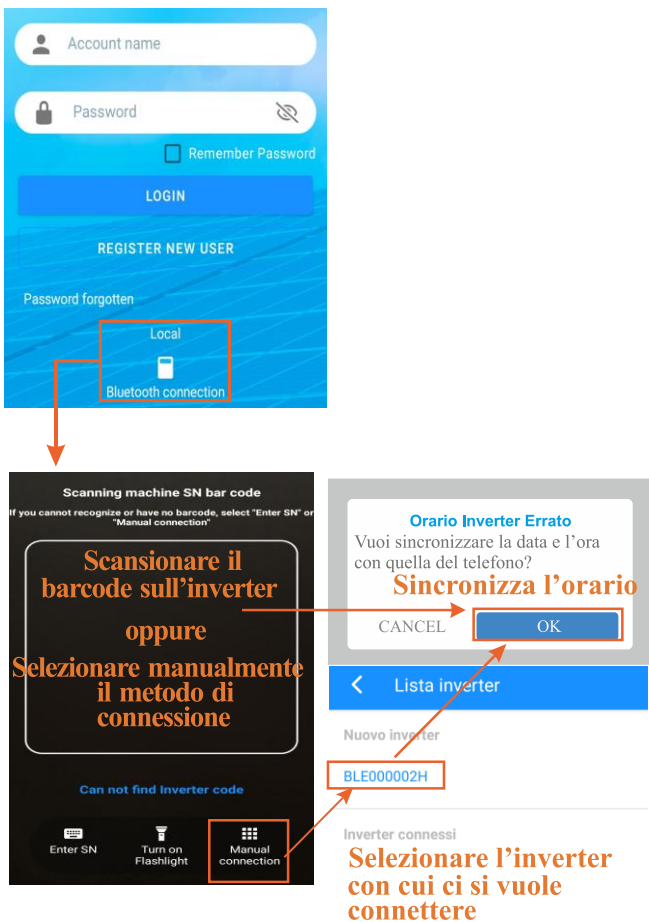 Account name
Password
Remember Password
LOGIN
REGISTER NEW USER
Password forgotten
Local
Bluetooth connection
Scanning machine SN bar code
If you cannot recognize or have no barcode, select "Enter SN" or
"Manual connection"
Scansionare il
barcode sull'inverter
oppure
Selezionare manualmente
il metodo di
connessione
Can not find Inverter code
Enter SN
Turn on
Flashlight
Manual
connection
Orario Inverter Errato
Vuoi sincronizzare la data e l'ora
con quella del telefono?
Sincronizza l'orario
CANCEL
OK
Lista inverter
Nuovo inverter
BLE000002H
Inverter connessi
Selezionare l'inverter
con cui ci si vuole
connettere